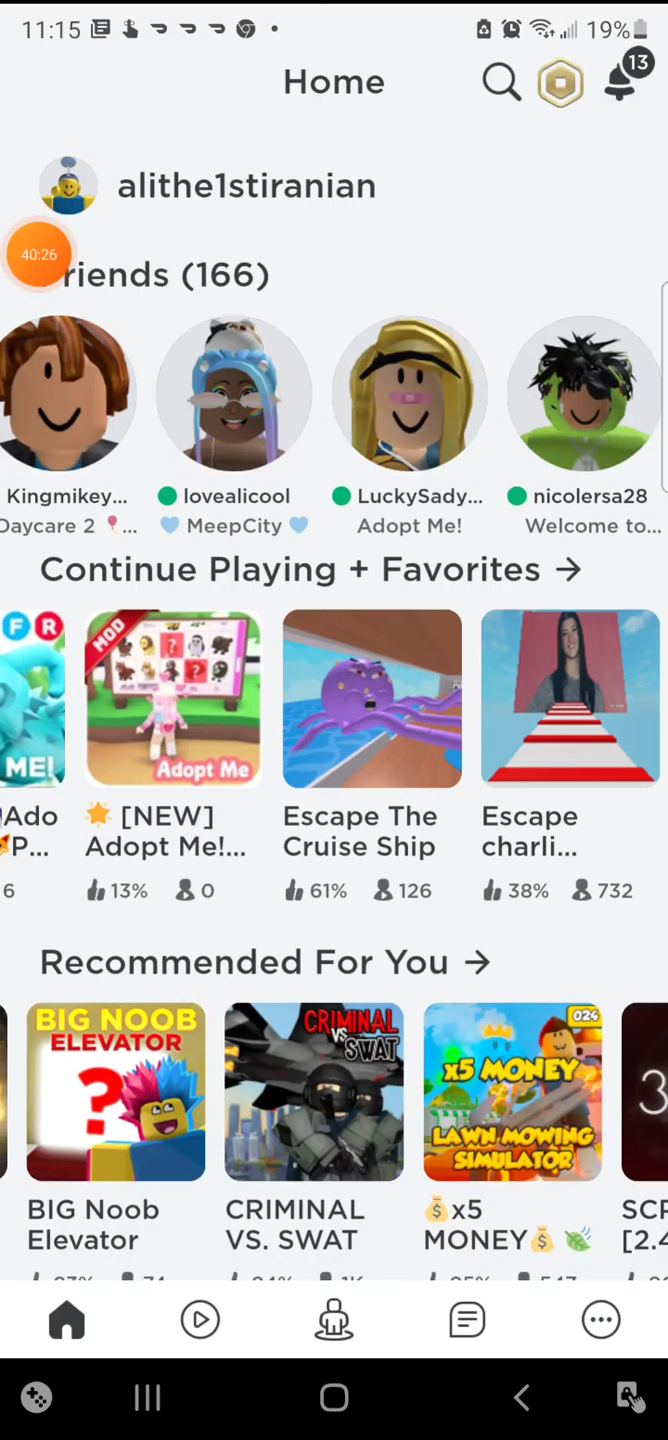 11:15
19%
Home
13
alithe1stiranian
40:26
riends (166)
Kingmikey...
lovealicool
LuckySady...
nicolersa28
Daycare 2 🎈...
💙 MeepCity 💙
Adopt Me!
Welcome to...
Continue Playing + Favorites →
F R
ME!
MOD
Adopt Me
Ado
P...
🌟 [NEW]
Adopt Me!...
Escape The
Cruise Ship
Escape
charli...
6
13%
0
61%
126
38%
732
Recommended For You →
BIG NOOB
ELEVATOR
?
CRIMINAL
VS
SWAT
024
x5 MONEY
LAWN MOWING
SIMULATOR
3
BIG Noob
Elevator
CRIMINAL
VS. SWAT
💰x5
MONEY💰 🍃
SCP
[2.4